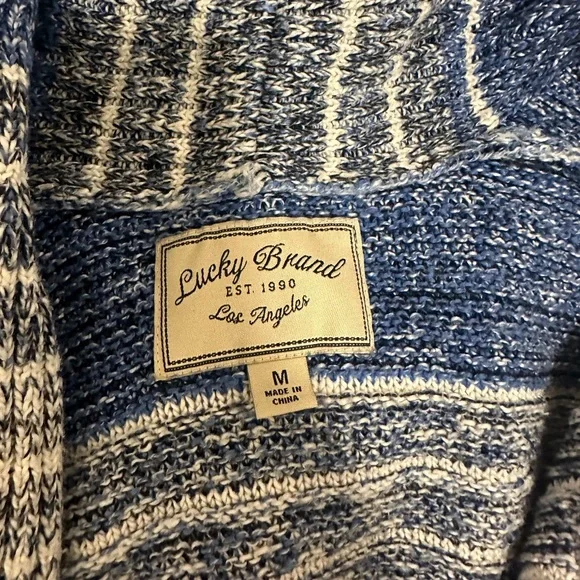 Lucky Brand
EST. 1990
Los Angeles
M
MADE IN
CHINA